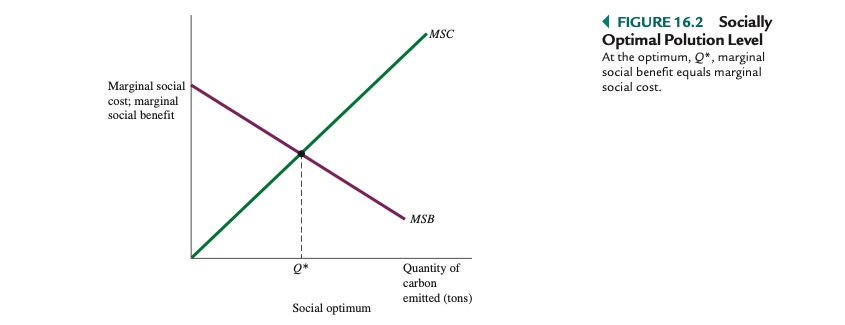 ◀ FIGURE 16.2 Socially
Optimal Polution Level
At the optimum, Q*, marginal
social benefit equals marginal
social cost.
MSC
Marginal social
cost; marginal
social benefit
MSB
Q*
Quantity of
carbon
emitted (tons)
Social optimum